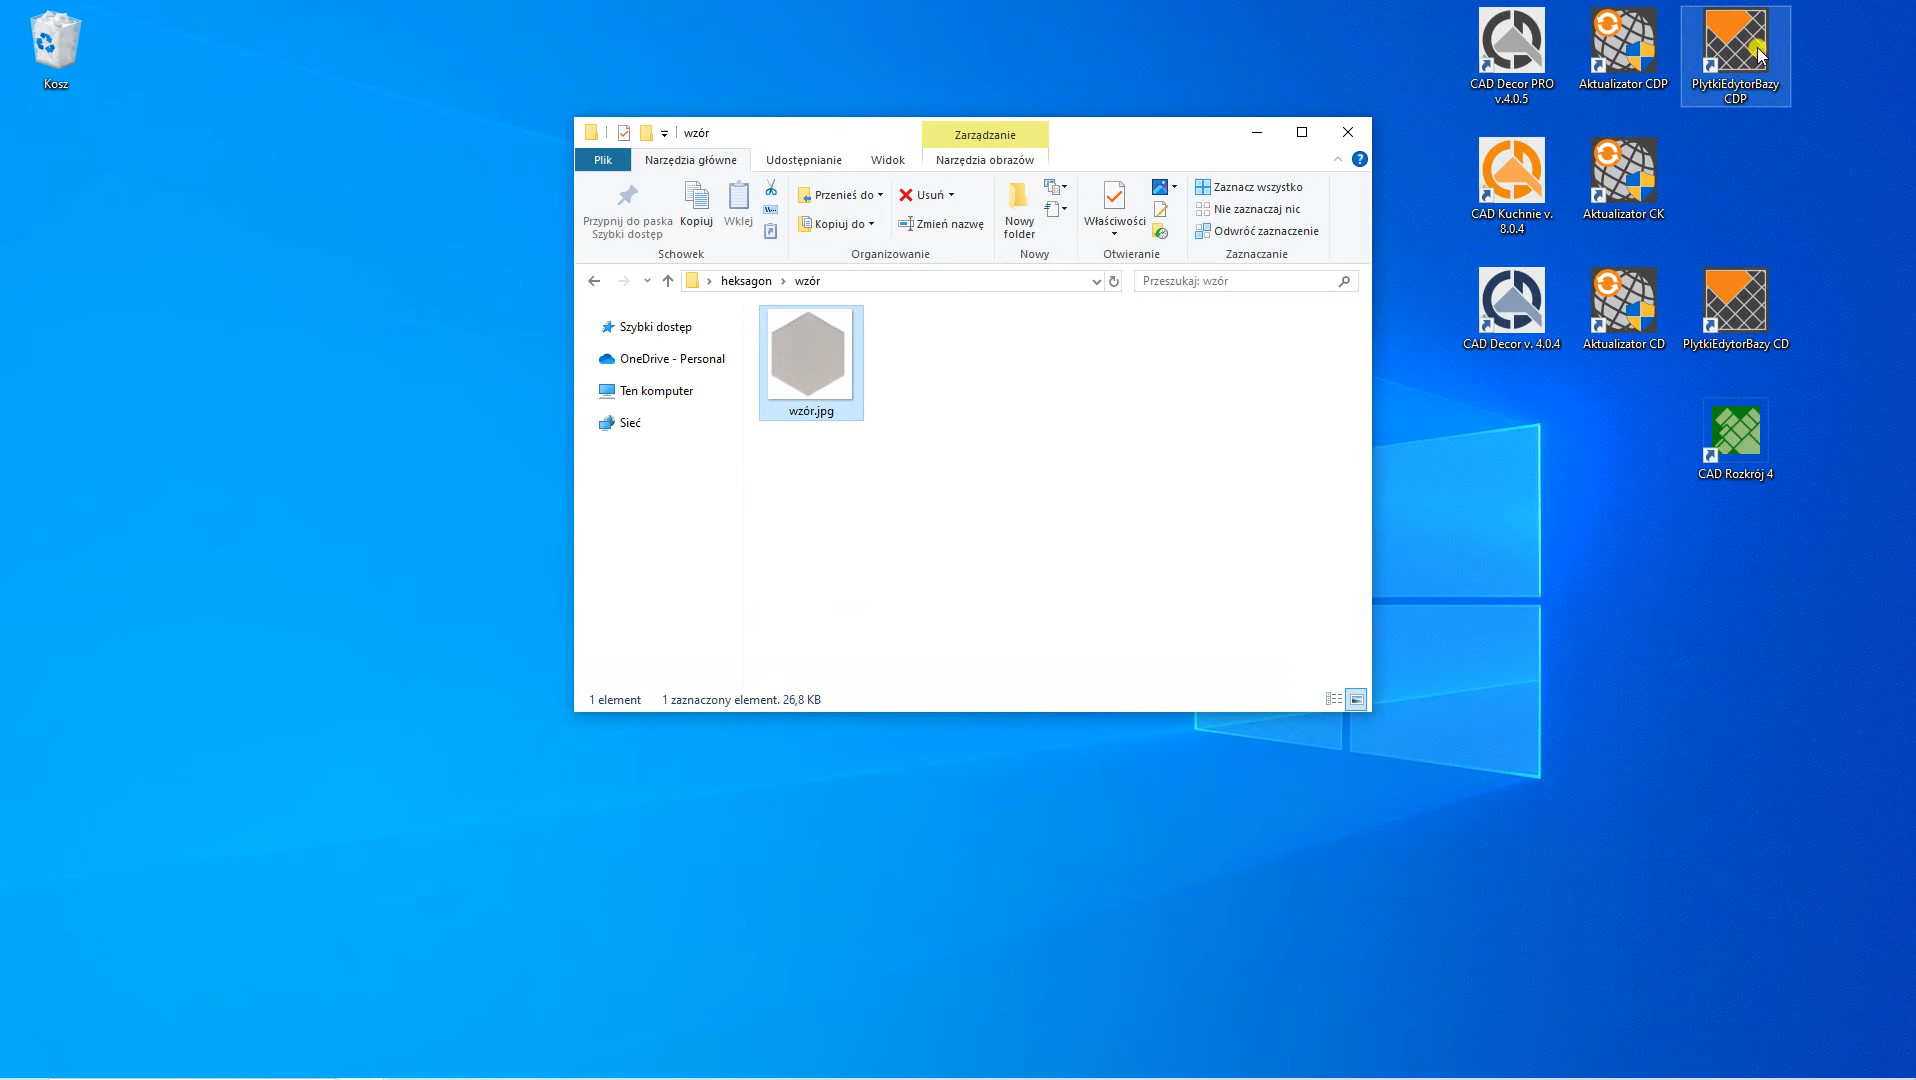 Kosz
CAD Decor PRO
v.4.0.5
Aktualizator CDP
PlytkiEdytorBazy
CDP
CAD Kuchnie v.
8.0.4
Aktualizator CK
CAD Decor v. 4.0.4
Aktualizator CD
PlytkiEdytorBazy CD
CAD Rozkrój 4
wzór
Zarządzanie
Plik
Narzędzia główne
Udostępnianie
Widok
Narzędzia obrazów
Przypnij do paska
Szybki dostęp
Kopiuj
Wklej
Przenieś do
Kopiuj do
Usuń
Zmień nazwę
Nowy
folder
Właściwości
Zaznacz wszystko
Nie zaznaczaj nic
Odwróć zaznaczenie
Schowek
Organizowanie
Nowy
Otwieranie
Zaznaczanie
heksagon
wzór
Przeszukaj: wzór
Szybki dostęp
OneDrive - Personal
Ten komputer
Sieć
wzór.jpg
1 element
1 zaznaczony element. 26,8 KB